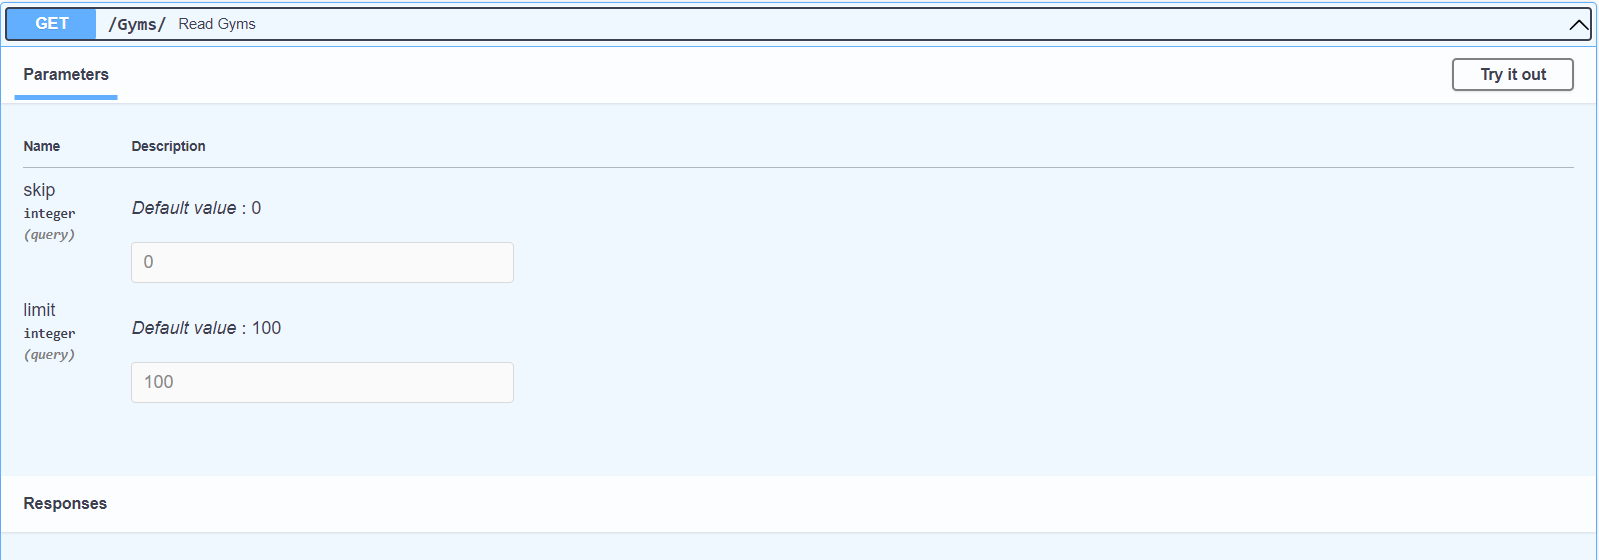 GET /Gyms/ Read Gyms
Parameters
Try it out
Name Description
skip
integer
(query)
Default value : 0
0
limit
integer
(query)
Default value : 100
100
Responses